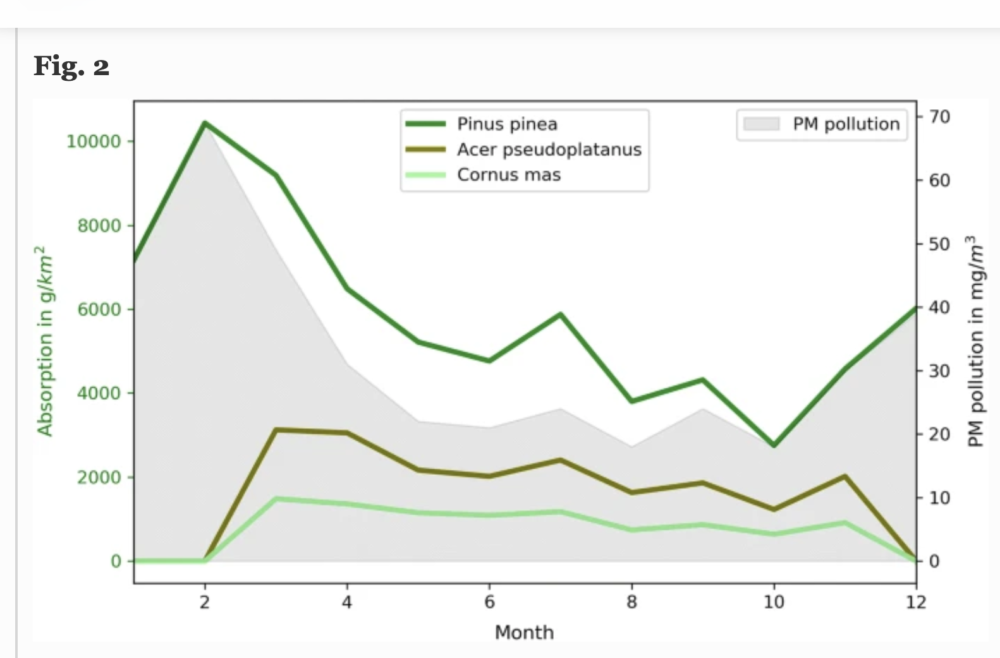 Fig. 2
Pinus pinea
Acer pseudoplatanus
Cornus mas
PM pollution
10000
8000
6000
4000
2000
0
Absorption in g/km²
70
60
50
40
30
20
10
0
PM pollution in mg/m³
2 4 6 8 10 12
Month